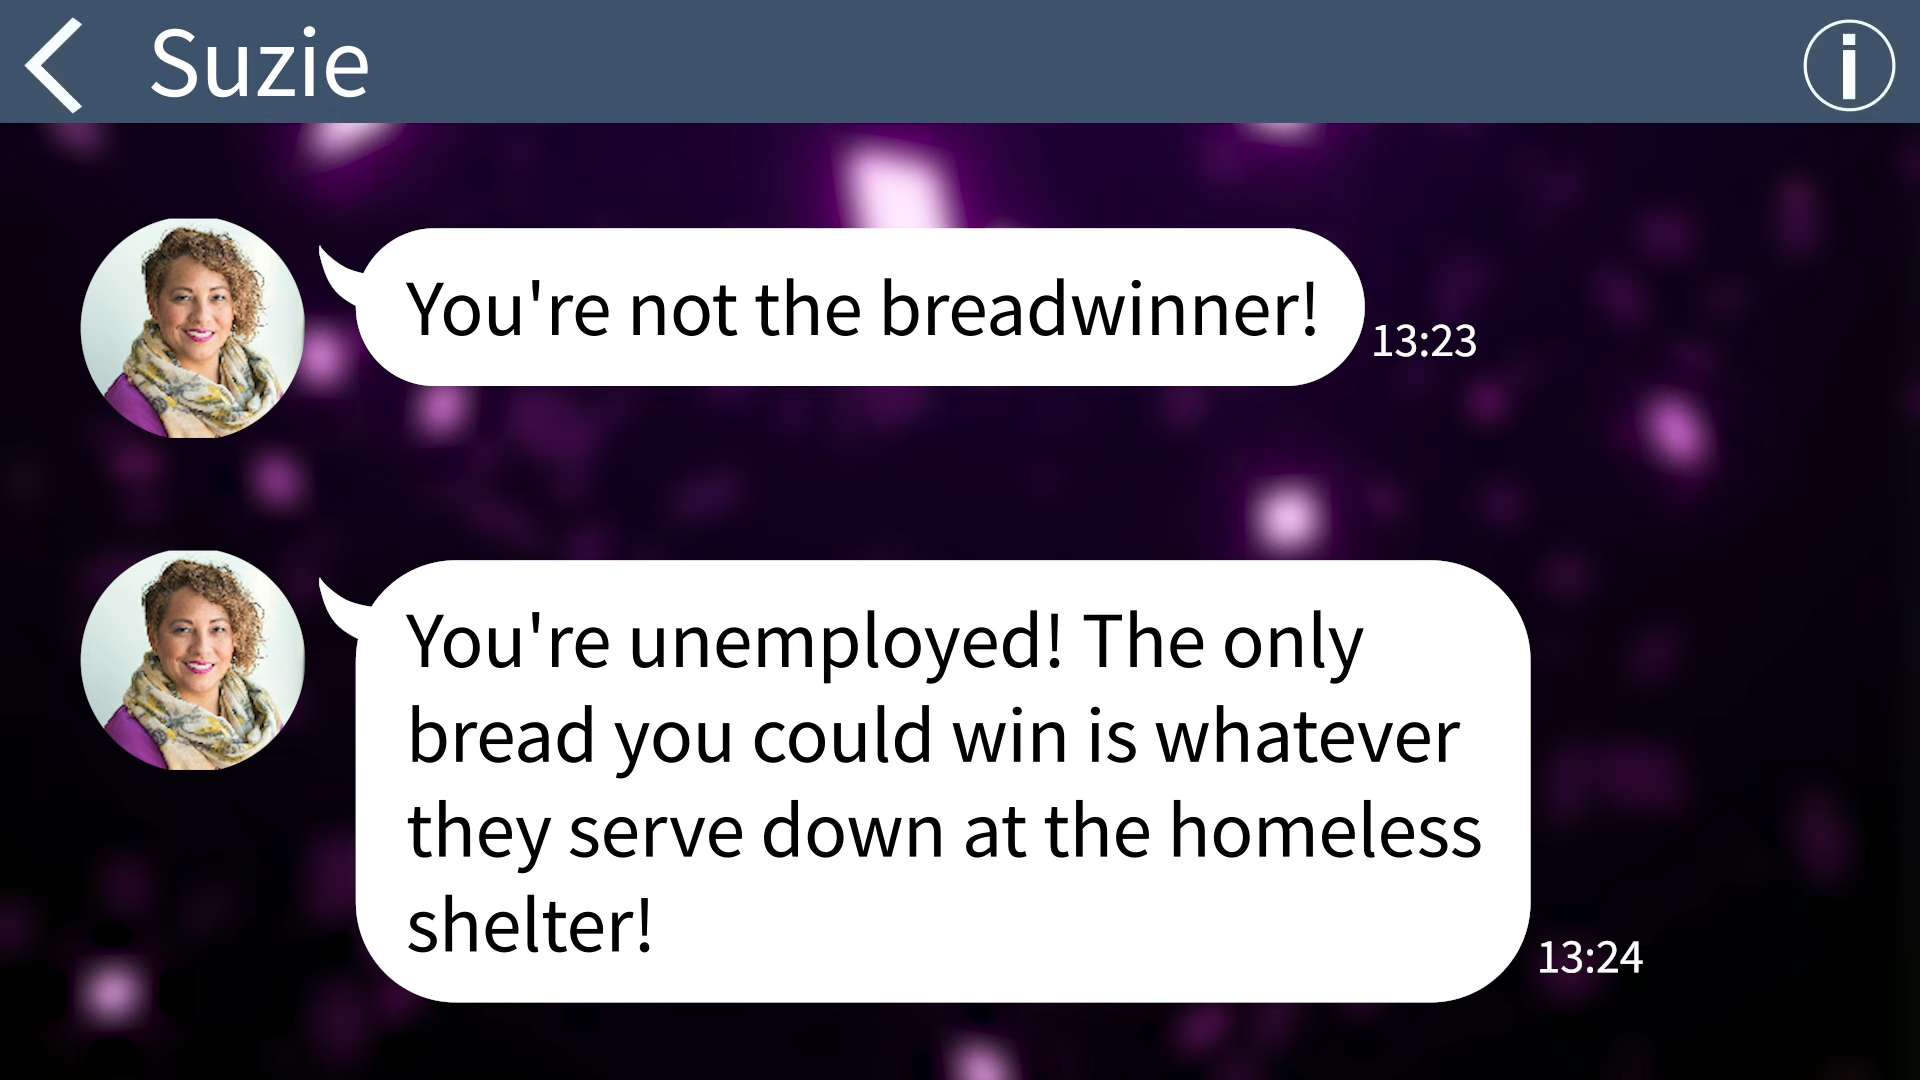 Suzie
You're not the breadwinner!
13:23
You're unemployed! The only
bread you could win is whatever
they serve down at the homeless
shelter!
13:24